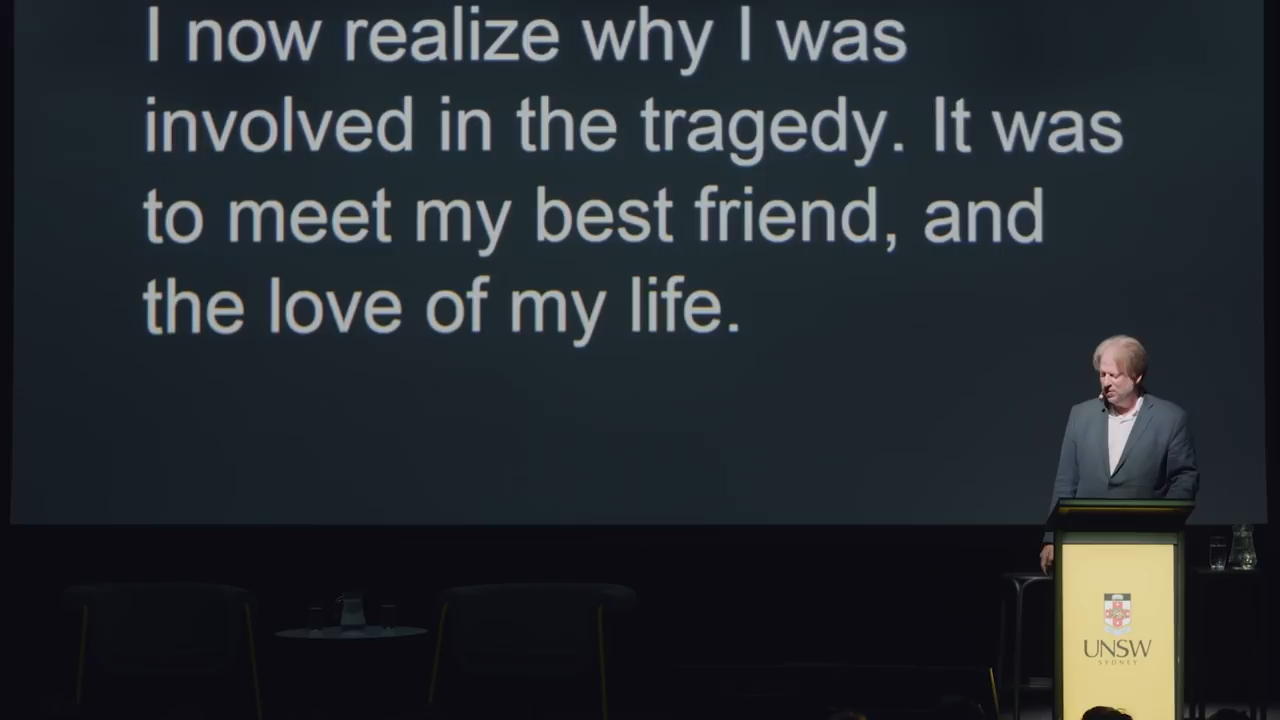 I now realize why I was
involved in the tragedy. It was
to meet my best friend, and
the love of my life.
UNSW
SYDNEY